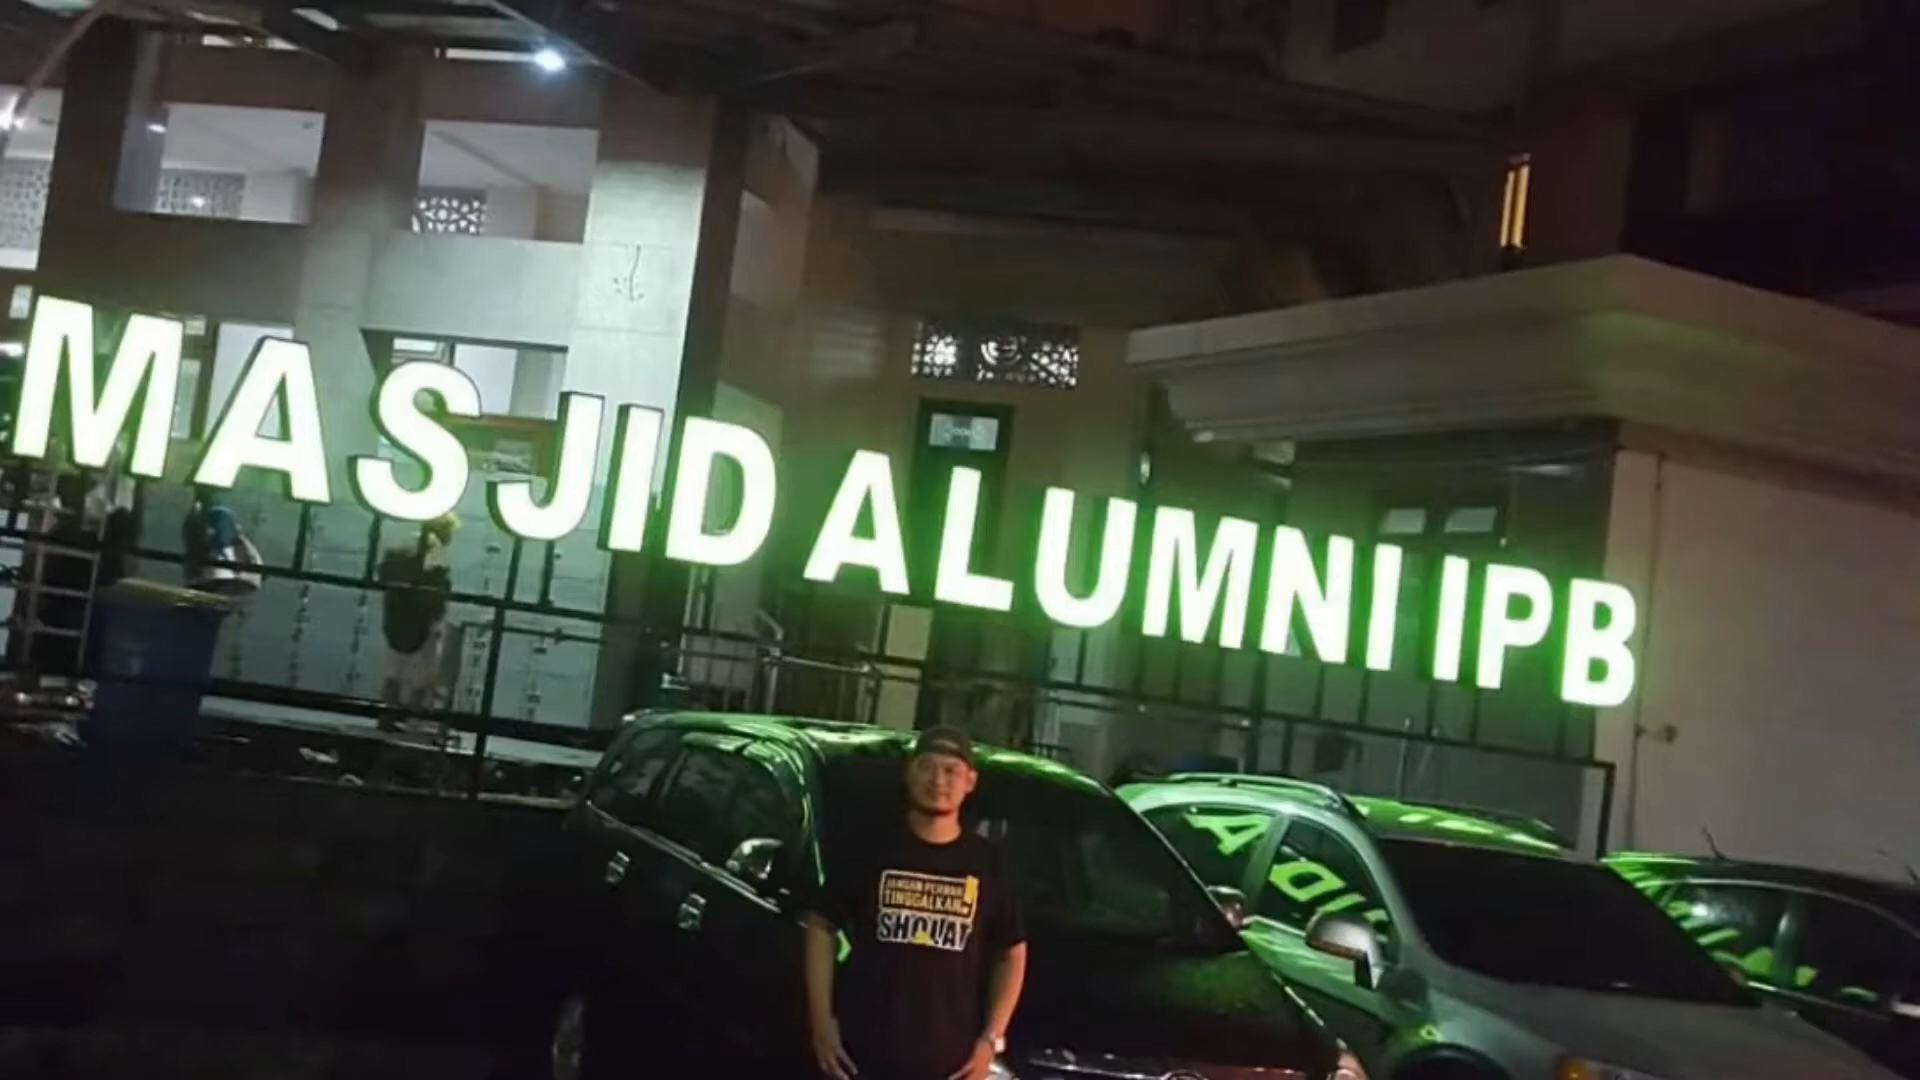 MASJID ALUMNI IPB
JANGAN PERNAH
TINGGALKAN
SHOLAT